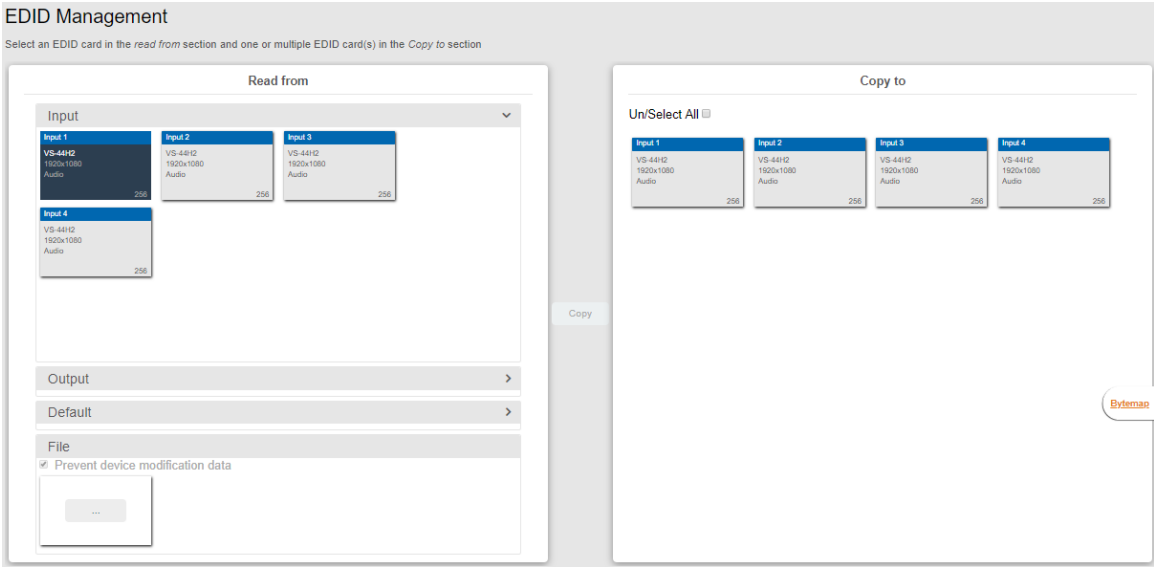 EDID Management
Select an EDID card in the read from section and one or multiple EDID card(s) in the Copy to section
Read from
Input
Input 1
VS-44H2
1920x1080
Audio
256
Input 2
VS-44H2
1920x1080
Audio
256
Input 3
VS-44H2
1920x1080
Audio
256
Input 4
VS-44H2
1920x1080
Audio
256
Output
Default
File
Prevent device modification data
...
Copy
Copy to
Un/Select All
Input 1
VS-44H2
1920x1080
Audio
256
Input 2
VS-44H2
1920x1080
Audio
256
Input 3
VS-44H2
1920x1080
Audio
256
Input 4
VS-44H2
1920x1080
Audio
256
Bytemap